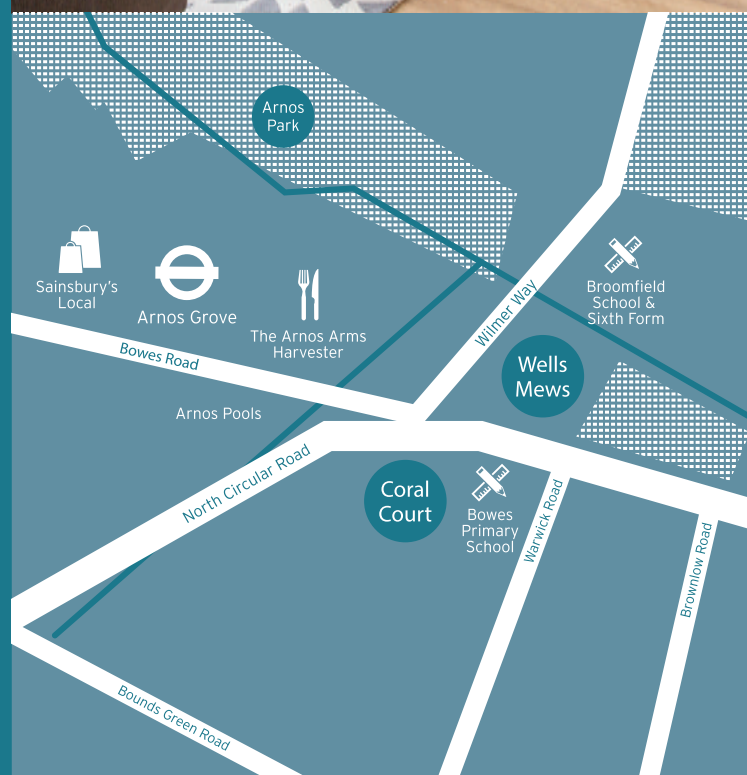 Arnos
Park
Sainsbury's
Local
Arnos Grove
The Arnos Arms
Harvester
Wilmer Way
Broomfield
School &
Sixth Form
Bowes Road
Wells
Mews
Arnos Pools
North Circular Road
Coral
Court
Bowes
Primary
School
Warwick Road
Brownlow Road
Bounds Green Road